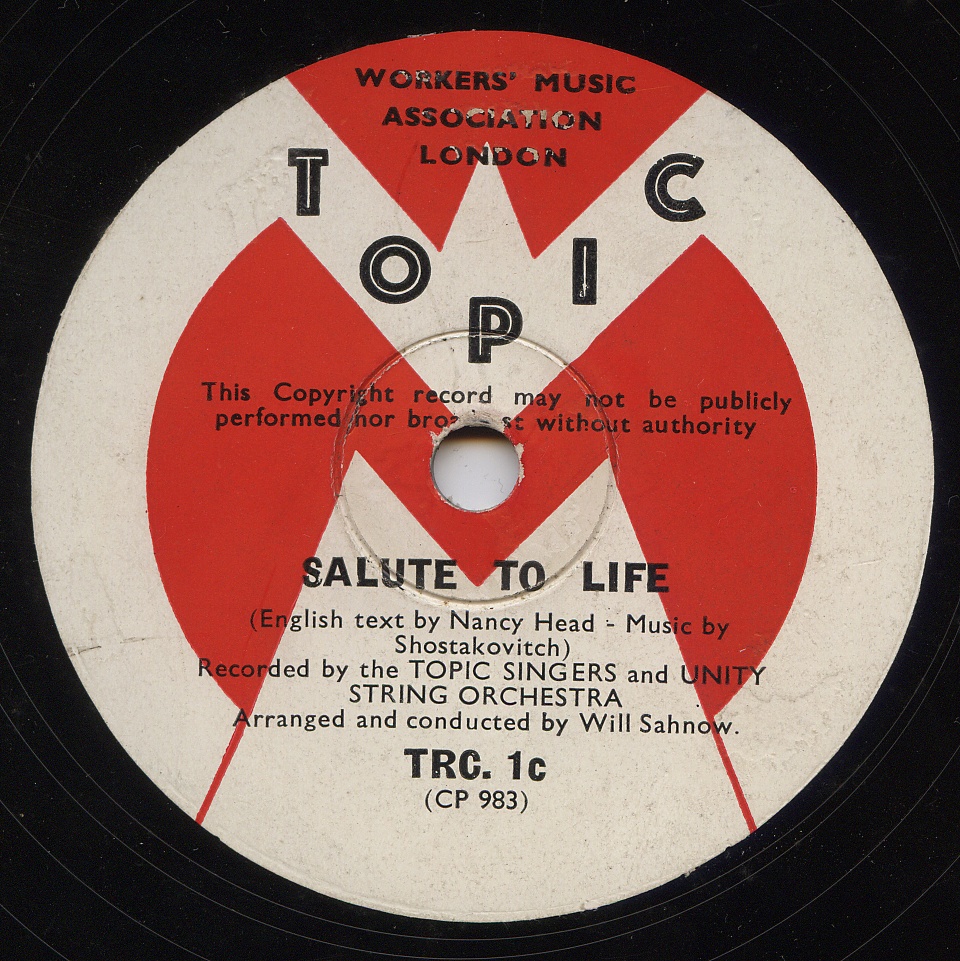 WORKERS' MUSIC
ASSOCIATION
LONDON
TOPIC
This Copyright record may not be publicly
performed nor broadcast without authority
SALUTE TO LIFE
(English text by Nancy Head - Music by
Shostakovitch)
Recorded by the TOPIC SINGERS and UNITY
STRING ORCHESTRA
Arranged and conducted by Will Sahnow.
TRC. 1c
(CP 983)